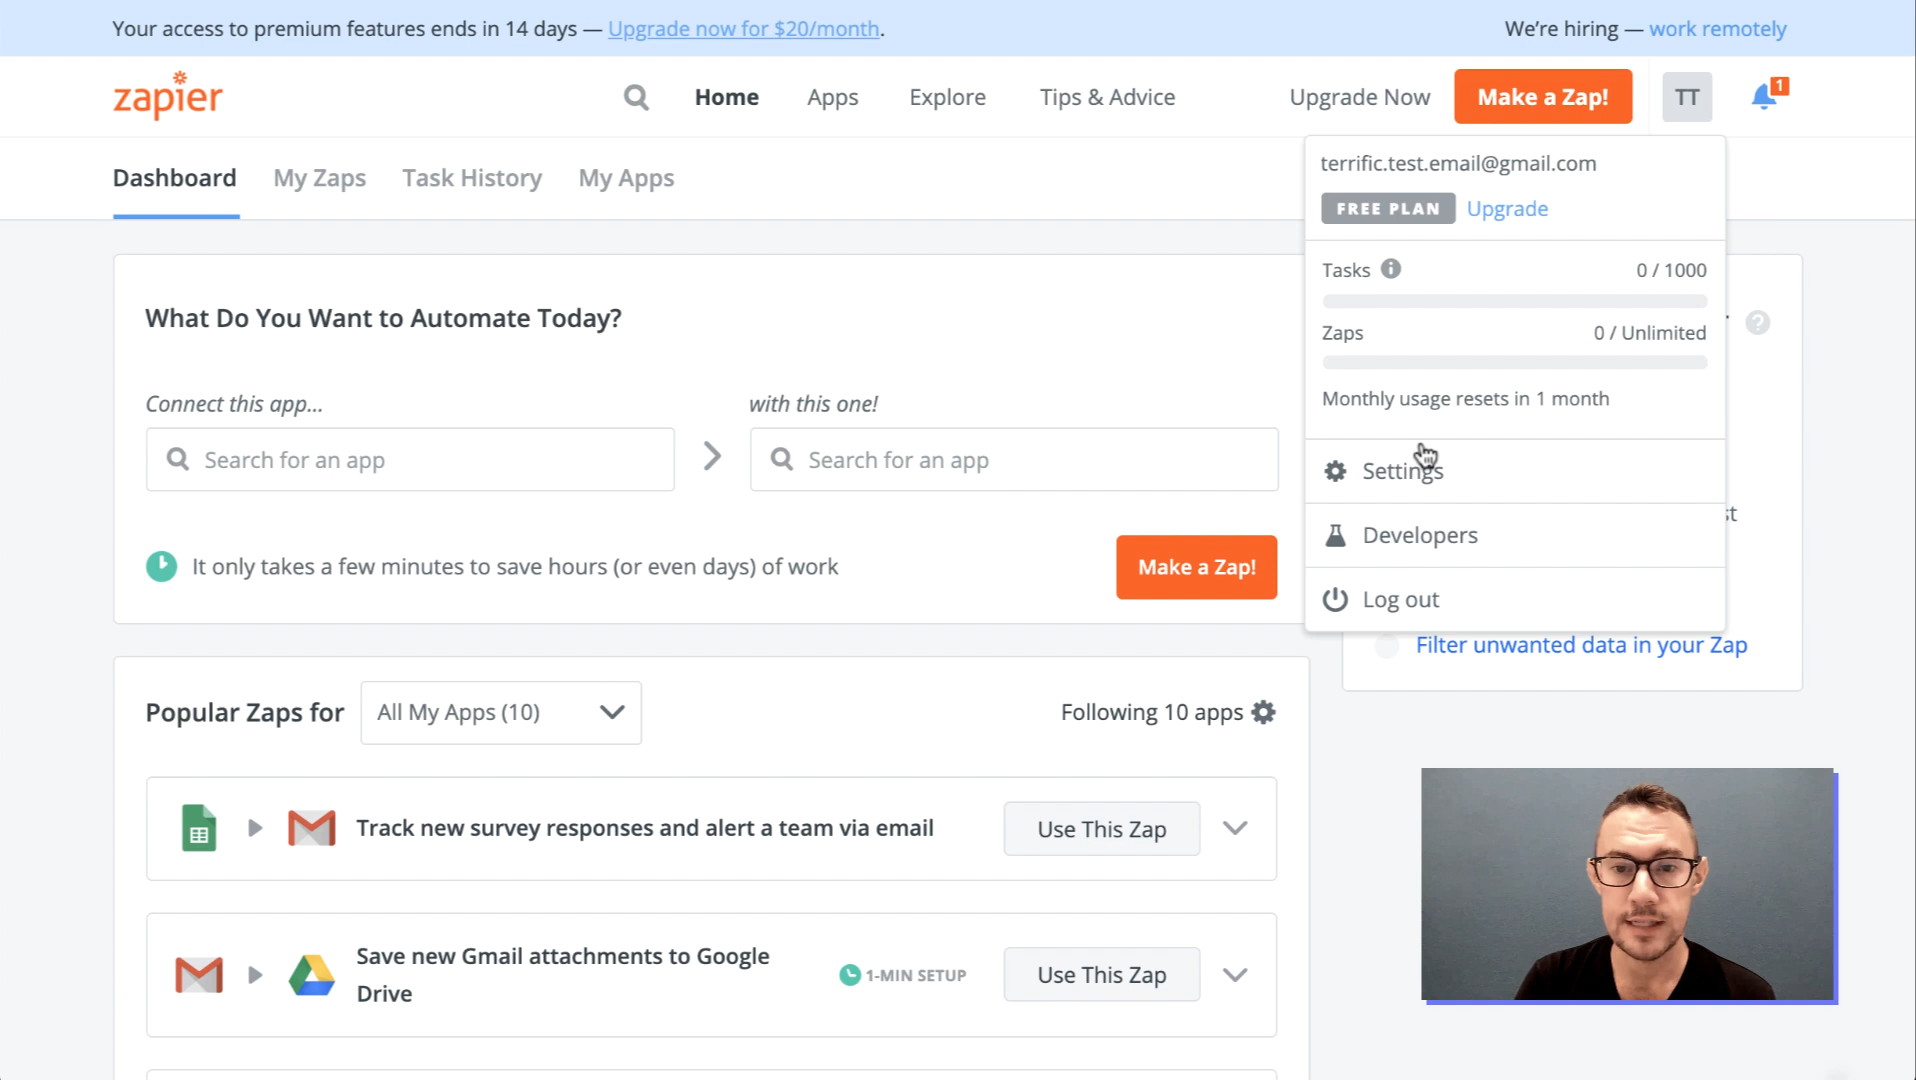 Your access to premium features ends in 14 days — Upgrade now for $20/month.
We're hiring — work remotely
zapier
Home
Apps
Explore
Tips & Advice
Upgrade Now
Make a Zap!
TT
1
Dashboard
My Zaps
Task History
My Apps
terrific.test.email@gmail.com
FREE PLAN
Upgrade
Tasks
0 / 1000
Zaps
0 / Unlimited
Monthly usage resets in 1 month
Settings
Developers
Log out
What Do You Want to Automate Today?
Connect this app...
with this one!
Search for an app
Search for an app
It only takes a few minutes to save hours (or even days) of work
Make a Zap!
Filter unwanted data in your Zap
Popular Zaps for
All My Apps (10)
Following 10 apps
Track new survey responses and alert a team via email
Use This Zap
Save new Gmail attachments to Google
Drive
1-MIN SETUP
Use This Zap